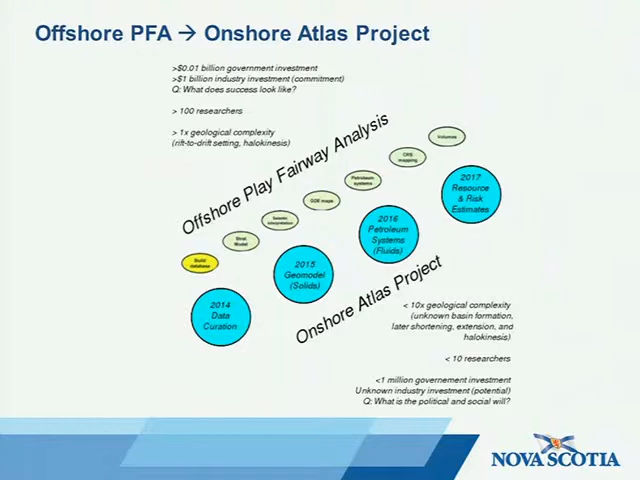 Offshore PFA → Onshore Atlas Project
>$0.01 billion government investment
>$1 billion industry investment (commitment)
Q: What does success look like?
> 100 researchers
> 1x geological complexity
(rift-to-drift setting, halokinesis)
Offshore Play Fairway Analysis
Volumes
CRS
mapping
Petroleum
systems
GDE maps
Seismic
interpretation
Strat
Model
Build
database
2017
Resource
& Risk
Estimates
2016
Petroleum
Systems
(Fluids)
2015
Geomodel
(Solids)
2014
Data
Curation
Onshore Atlas Project
< 10x geological complexity
(unknown basin formation,
later shortening, extension, and
halokinesis)
< 10 researchers
<1 million governement investment
Unknown industry investment (potential)
Q: What is the political and social will?
NOVA SCOTIA